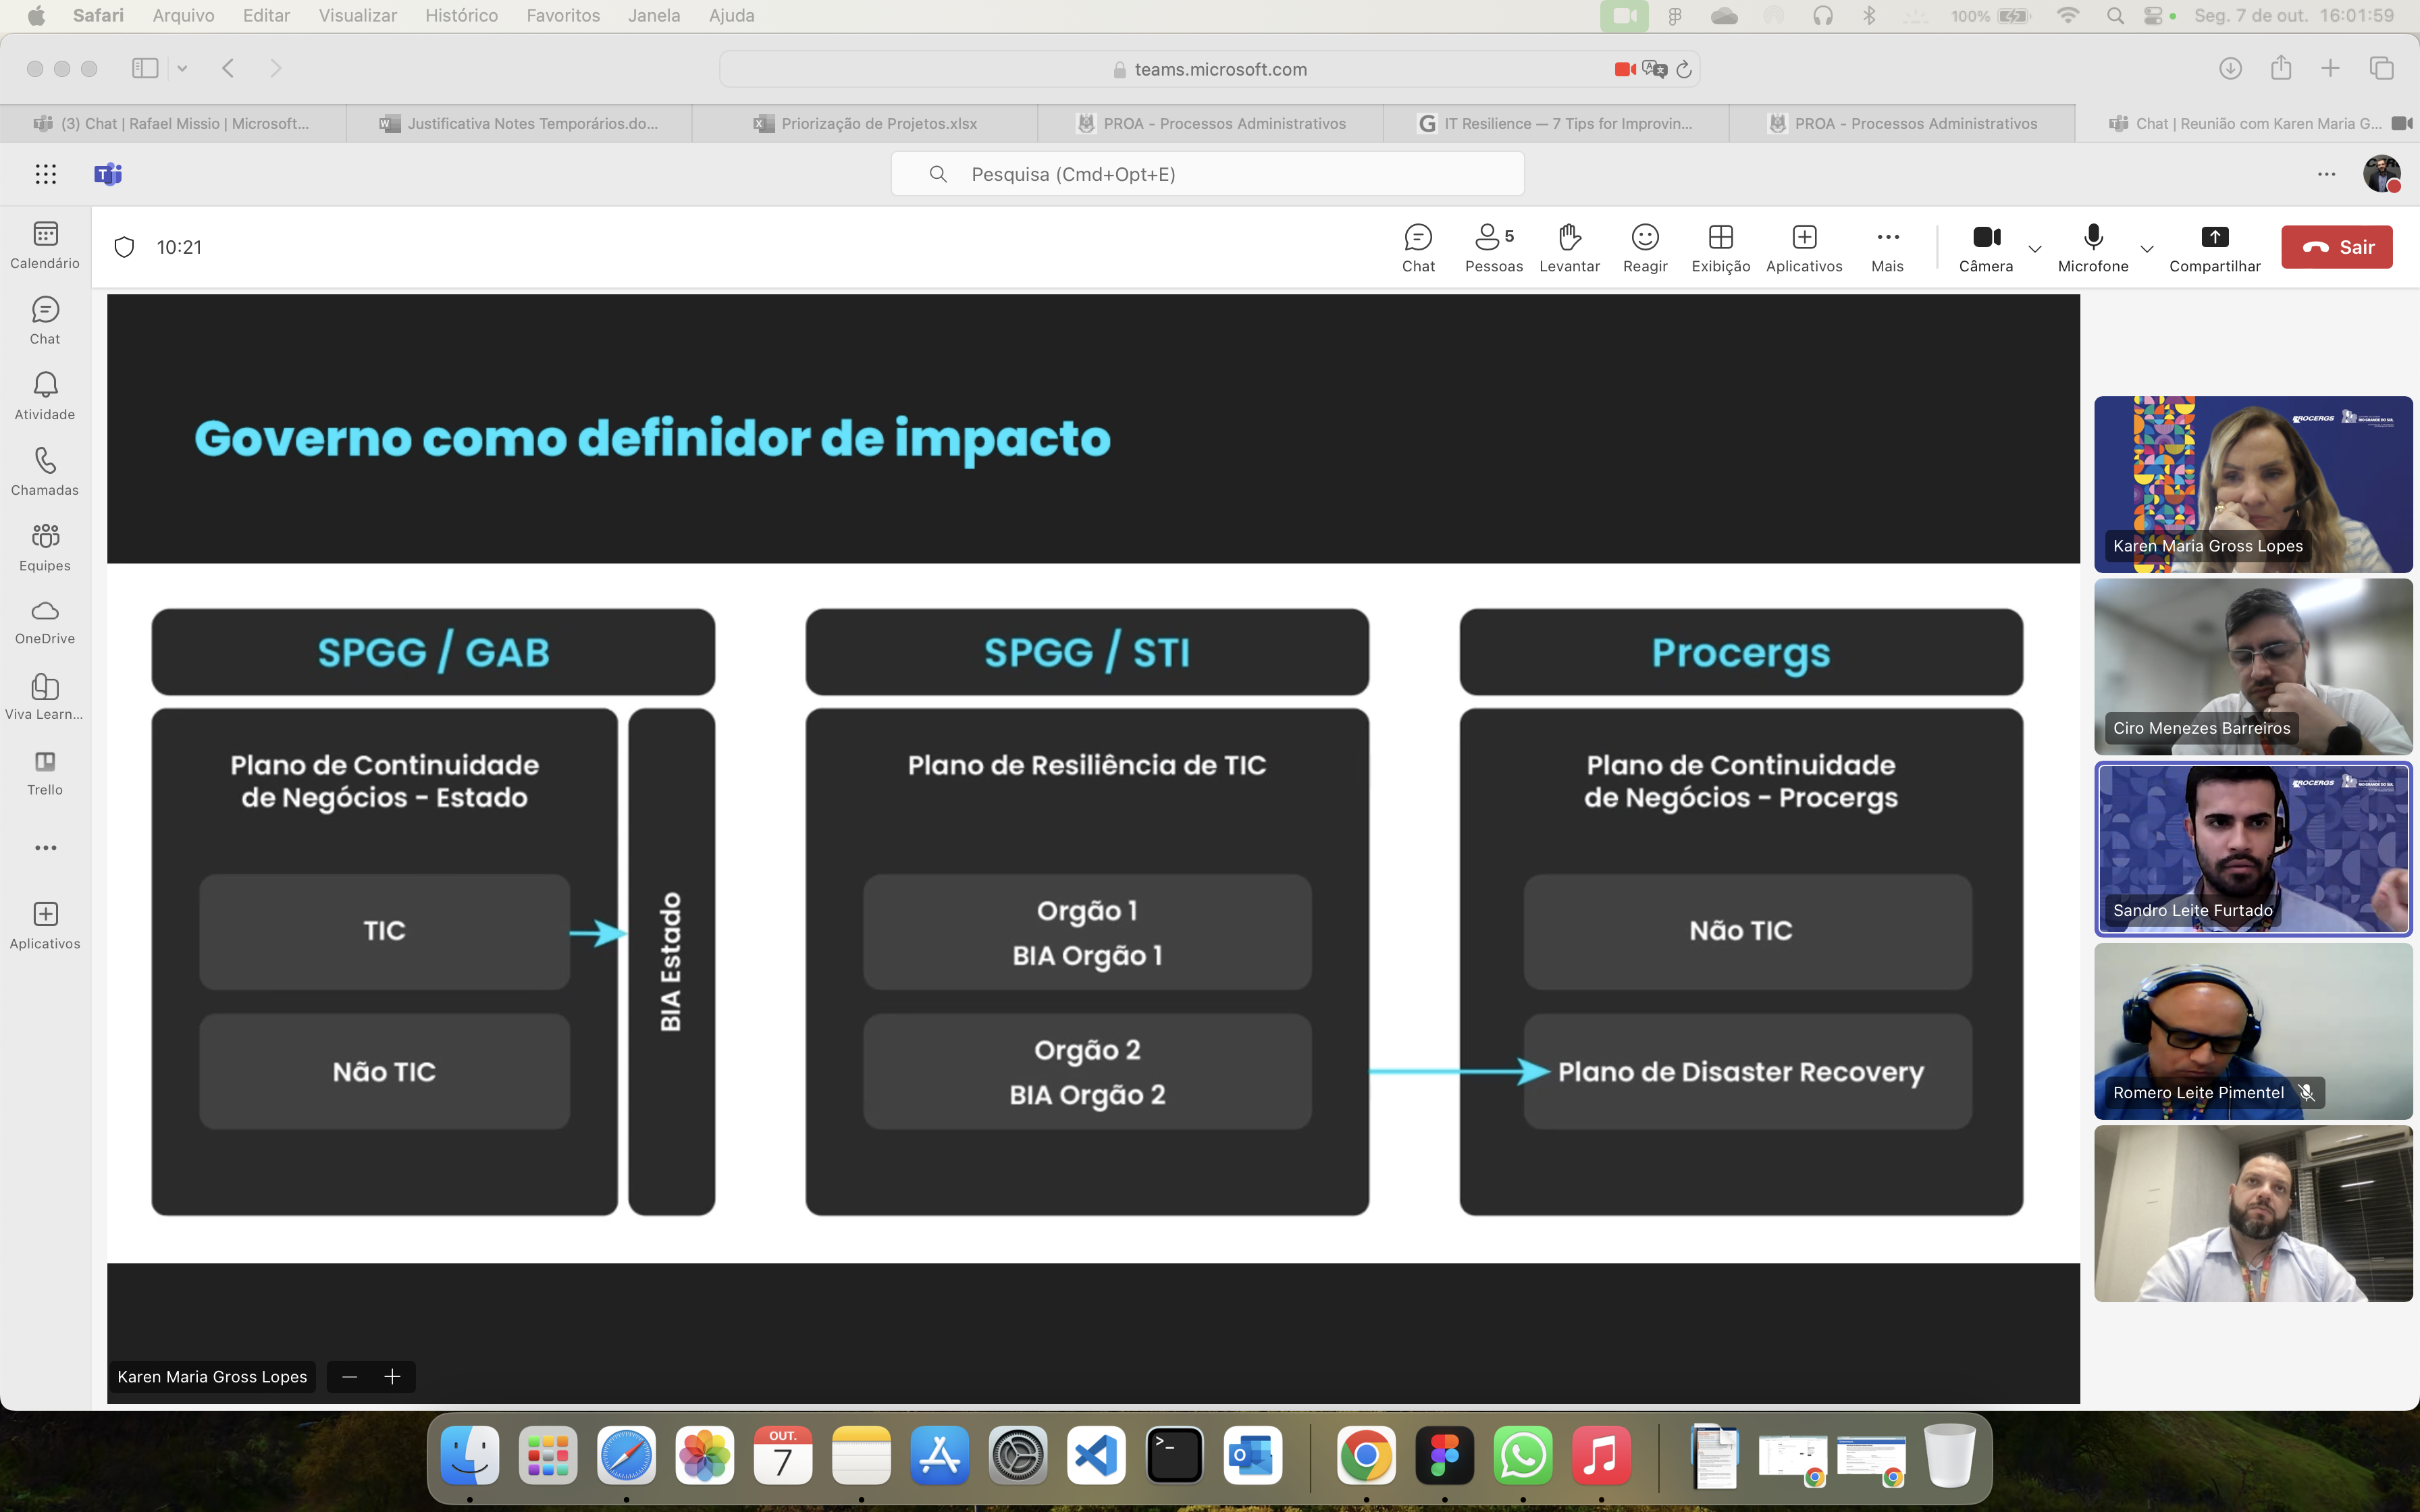 Safari Arquivo Editar Visualizar Histórico Favoritos Janela Ajuda 100% Seg. 7 de out. 16:01:59
teams.microsoft.com
(3) Chat | Rafael Missio | Microsoft... Justificativa Notes Temporários.do... Priorização de Projetos.xlsx PROA - Processos Administrativos IT Resilience — 7 Tips for Improvin... PROA - Processos Administrativos Chat | Reunião com Karen Maria G...
Pesquisa (Cmd+Opt+E)
10:21
5
Chat Pessoas Levantar Reagir Exibição Aplicativos Mais Câmera Microfone Compartilhar Sair
Calendário
Chat
Atividade
Chamadas
Equipes
OneDrive
Viva Learn...
Trello
Aplicativos
Governo como definidor de impacto
SPGG / GAB
Plano de Continuidade
de Negócios - Estado
TIC
Não TIC
BIA Estado
SPGG / STI
Plano de Resiliência de TIC
Orgão 1
BIA Orgão 1
Orgão 2
BIA Orgão 2
Procergs
Plano de Continuidade
de Negócios - Procergs
Não TIC
Plano de Disaster Recovery
PROCERGS
Karen Maria Gross Lopes
Ciro Menezes Barreiros
PROCERGS
Sandro Leite Furtado
Romero Leite Pimentel
Karen Maria Gross Lopes
OUT.
7